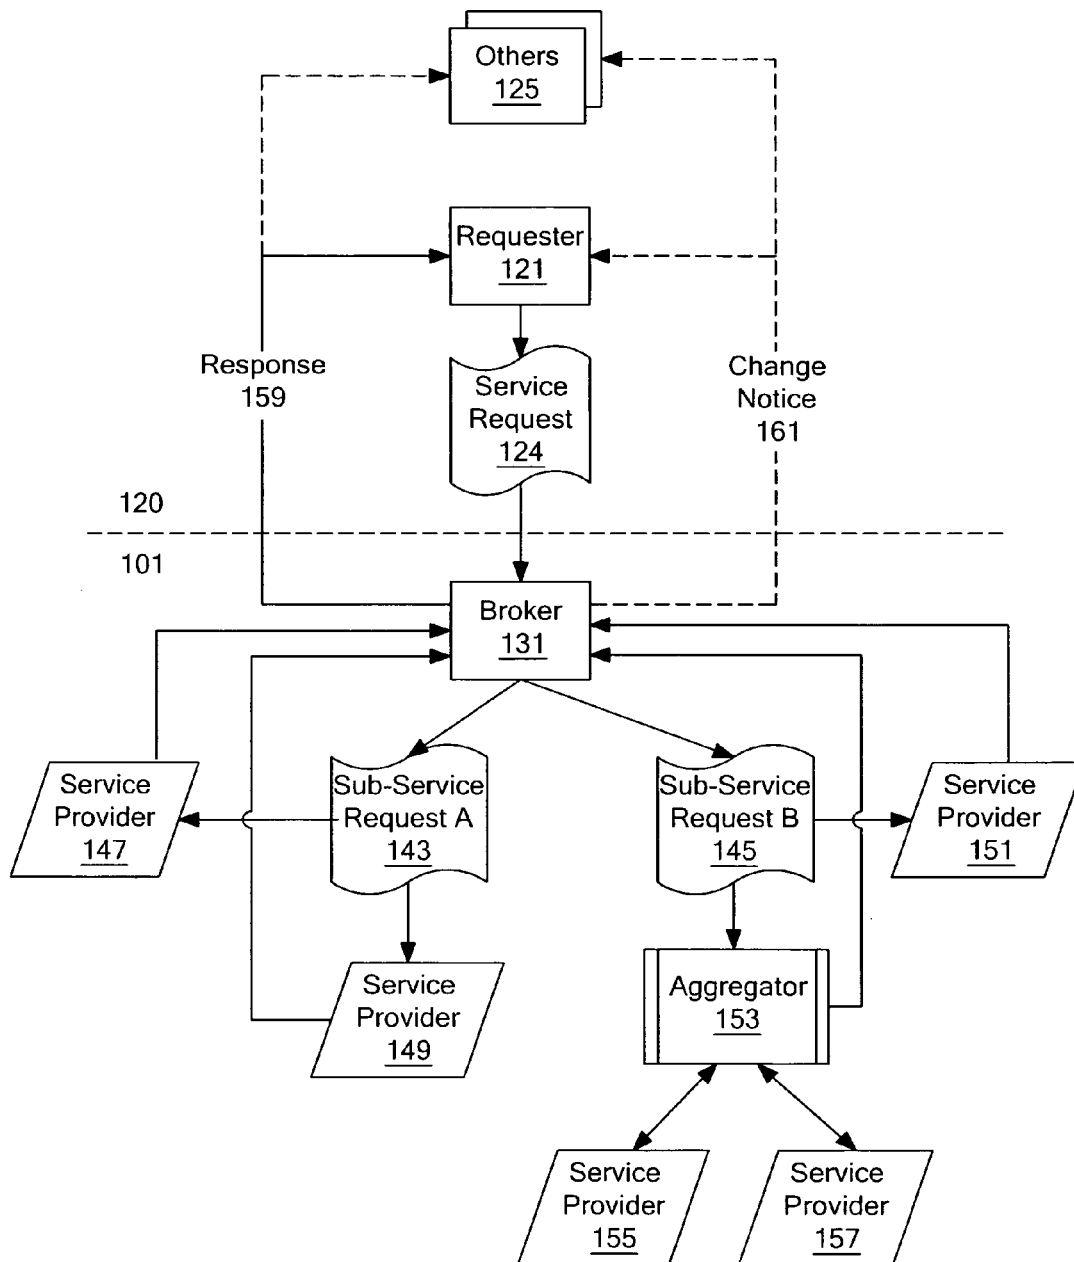 Others
125
Requester
121
Response
159
Service
Request
124
Change
Notice
161
120
101
Broker
131
Service
Provider
147
Sub-Service
Request A
143
Sub-Service
Request B
145
Service
Provider
151
Service
Provider
149
Aggregator
153
Service
Provider
155
Service
Provider
157